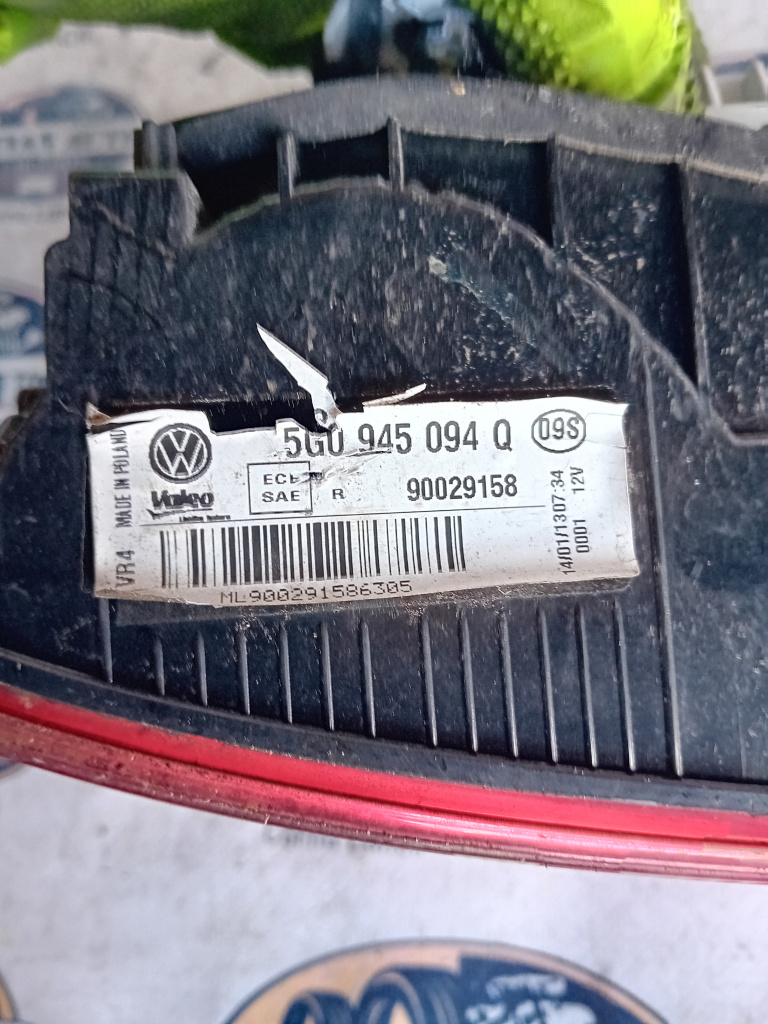 5G0 945 094 Q
09S
ECE
SAE
R
90029158
Valeo
MADE IN POLAND
VR4
14/01/13 07:34
0001 12V
ML900291586305